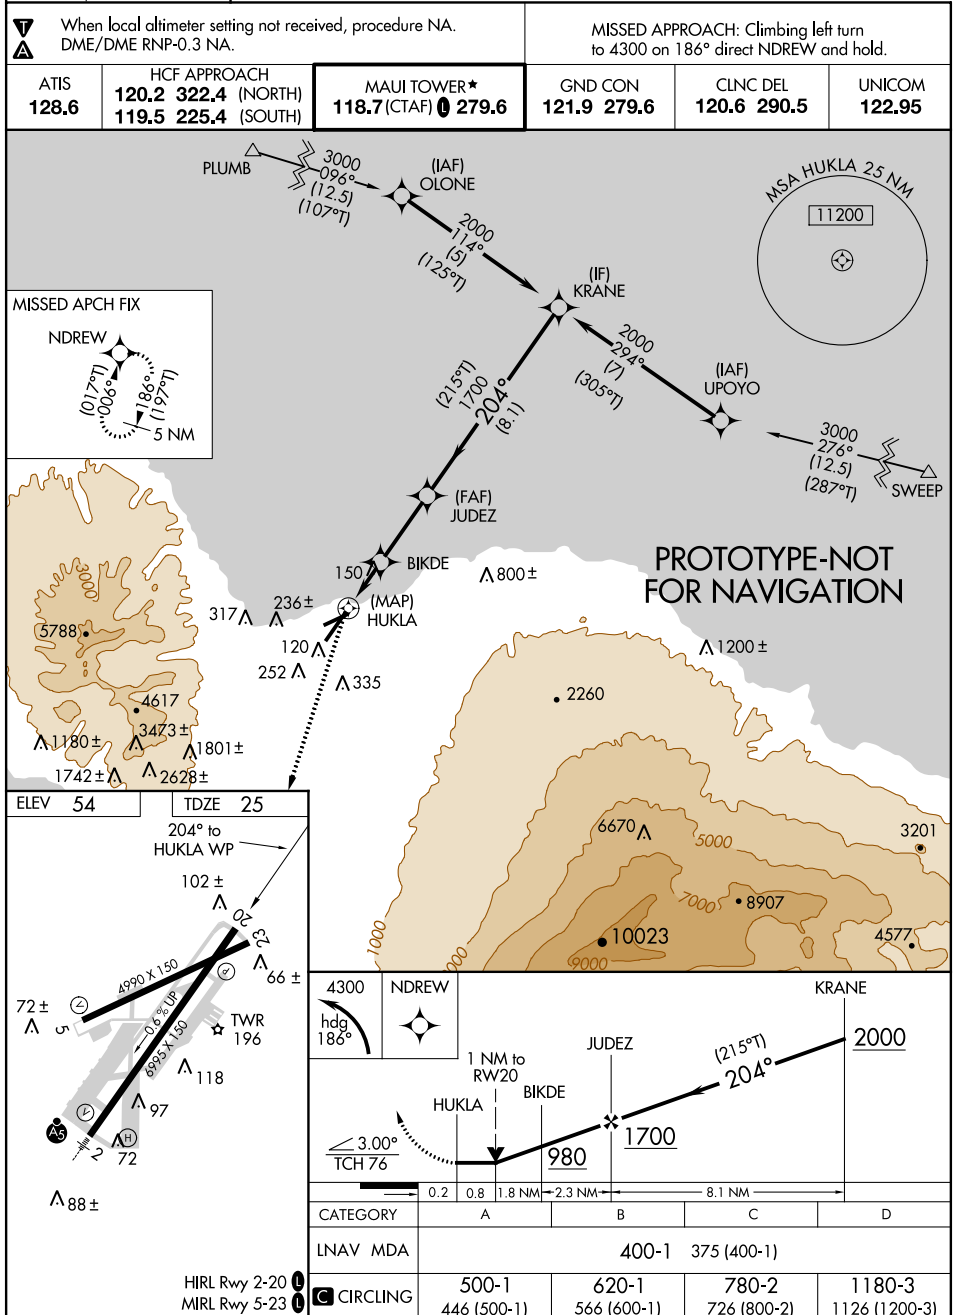 T When local altimeter setting not received, procedure NA.
A DME/DME RNP-0.3 NA.
MISSED APPROACH: Climbing left turn
to 4300 on 186° direct NDREW and hold.
ATIS
128.6
HCF APPROACH
120.2 322.4 (NORTH)
119.5 225.4 (SOUTH)
MAUI TOWER★
118.7 (CTAF) L 279.6
GND CON
121.9 279.6
CLNC DEL
120.6 290.5
UNICOM
122.95
PLUMB
3000
096°
(12.5)
(107°T)
(IAF)
OLONE
2000
114°
(5)
(125°T)
MSA HUKLA 25 NM
11200
(IF)
KRANE
MISSED APCH FIX
NDREW
(017°T)
006°
186°
(197°T)
5 NM
2000
294°
(7)
(305°T)
(IAF)
UPOYO
(215°T)
1700
204°
(8.1)
3000
276°
(12.5)
(287°T)
SWEEP
(FAF)
JUDEZ
BIKDE
150
(MAP)
HUKLA
PROTOTYPE-NOT
FOR NAVIGATION
800±
3000
5788
317
236±
120
252
335
1200±
2260
4617
3473±
1180±
1801±
1742±
2628±
6670
5000
3201
7000
8907
10023
4577
1000
9000
ELEV 54
TDZE 25
204° to
HUKLA WP
102±
20
23
66±
4990 X 150
0.6% UP
6995 X 150
P
V
72±
5
TWR
196
118
97
V
A5
2
H
72
88±
HIRL Rwy 2-20 L
MIRL Rwy 5-23 L
4300
hdg
186°
NDREW
KRANE
2000
(215°T)
204°
JUDEZ
1 NM to
RW20
BIKDE
HUKLA
1700
980
3.00°
TCH 76
0.2
0.8
1.8 NM
2.3 NM
8.1 NM
CATEGORY A B C D
LNAV MDA 400-1 375 (400-1)
C CIRCLING
500-1
446 (500-1)
620-1
566 (600-1)
780-2
726 (800-2)
1180-3
1126 (1200-3)